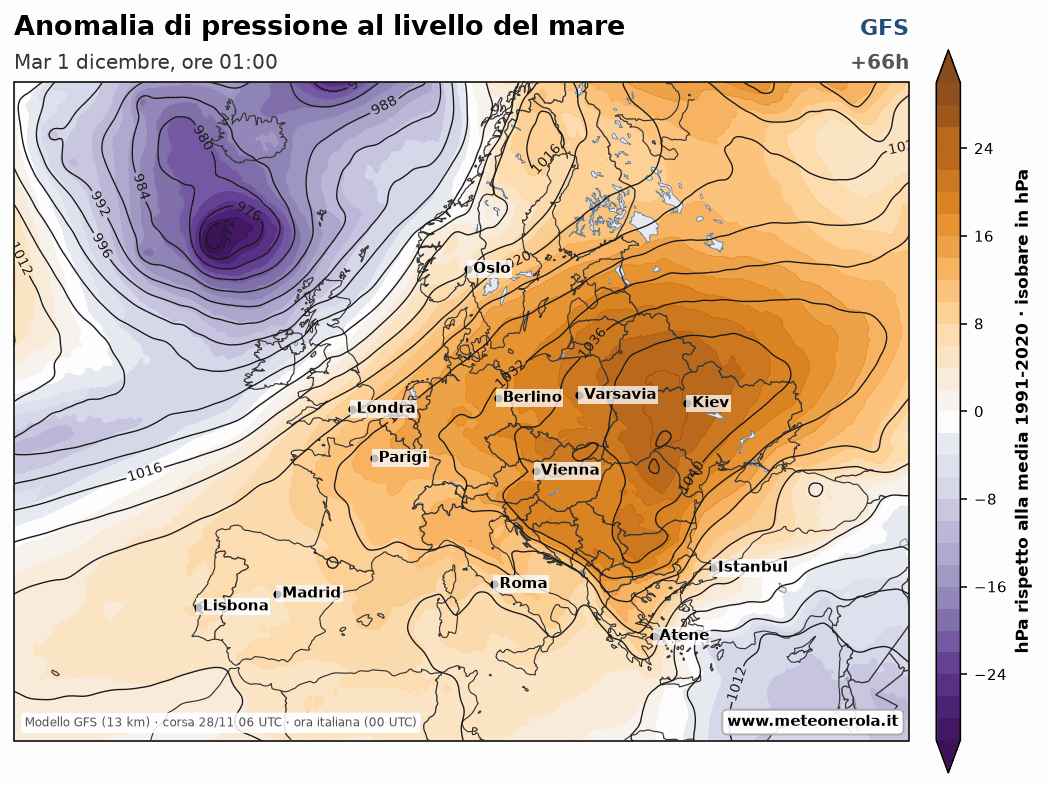 Anomalia di pressione al livello del mare
GFS
Mar 1 dicembre, ore 01:00
+66h
988
980
984
976
972
992
996
1012
1016
1020
1016
1036
1032
1040
1012
Oslo
Londra
Parigi
Berlino
Varsavia
Kiev
Vienna
Roma
Madrid
Lisbona
Istanbul
Atene
Modello GFS (13 km) · corsa 28/11 06 UTC · ora italiana (00 UTC)
www.meteonerola.it
24
16
8
0
−8
−16
−24
hPa rispetto alla media 1991-2020 · isobare in hPa